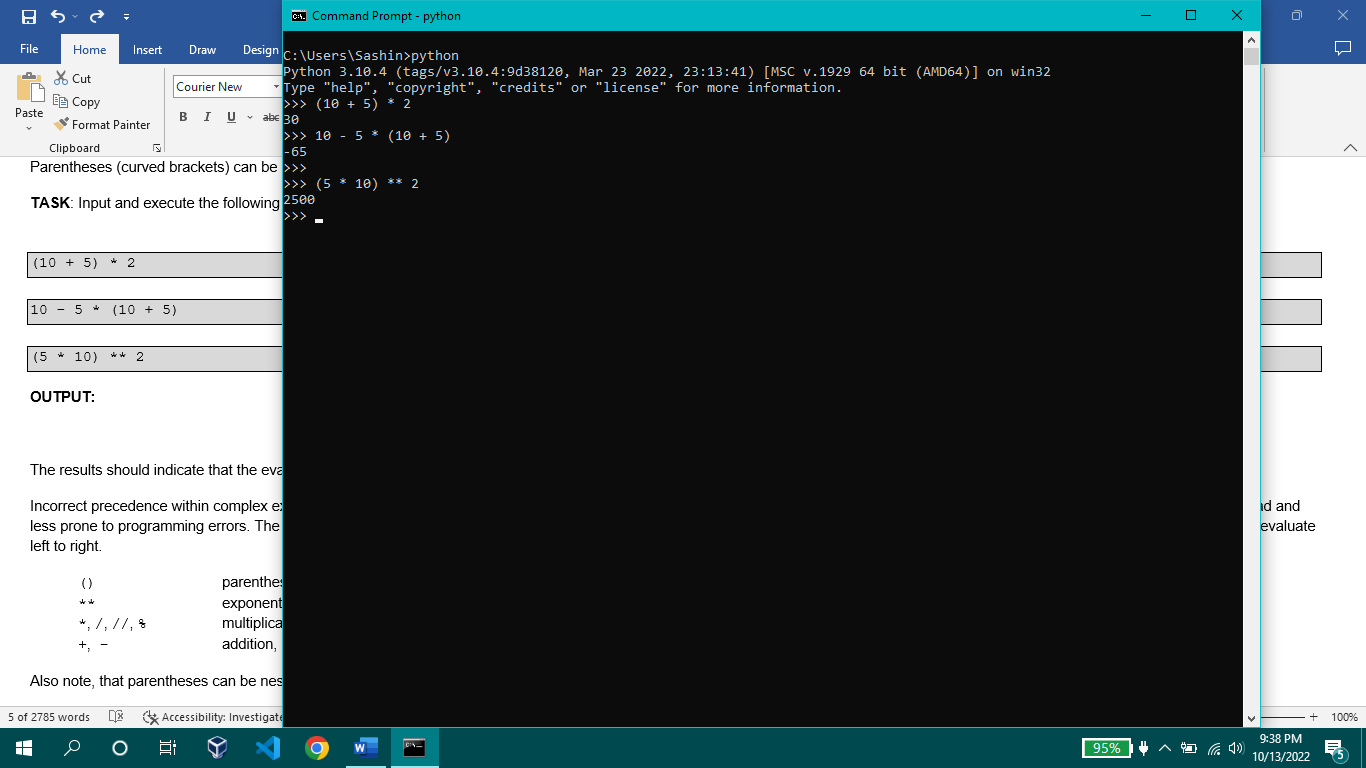 Command Prompt - python
File Home Insert Draw Design
Cut
Copy
Format Painter
Paste
Courier New
B I U abc
Clipboard
C:\Users\Sashin>python
Python 3.10.4 (tags/v3.10.4:9d38120, Mar 23 2022, 23:13:41) [MSC v.1929 64 bit (AMD64)] on win32
Type "help", "copyright", "credits" or "license" for more information.
>>> (10 + 5) * 2
30
>>> 10 - 5 * (10 + 5)
-65
>>>
>>> (5 * 10) ** 2
2500
>>>
Parentheses (curved brackets) can be
TASK: Input and execute the following
(10 + 5) * 2
10 - 5 * (10 + 5)
(5 * 10) ** 2
OUTPUT:
The results should indicate that the eva
Incorrect precedence within complex ex
d and
less prone to programming errors. The
evaluate
left to right.
() parenthes
** exponent
*, /, //, % multiplica
+, - addition,
Also note, that parentheses can be nes
5 of 2785 words Accessibility: Investigate
100%
95%
9:38 PM
10/13/2022
5